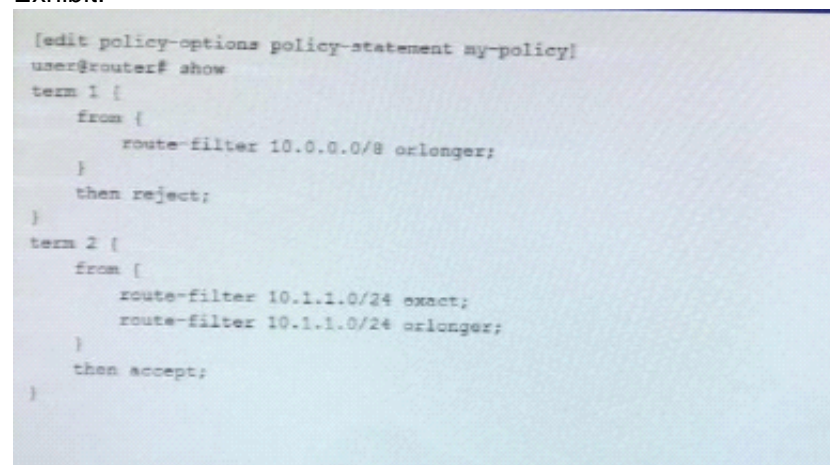 Exhibit:
[edit policy-options policy-statement my-policy]
user@router# show
term 1 {
from {
route-filter 10.0.0.0/8 orlonger;
}
then reject;
}
term 2 {
from {
route-filter 10.1.1.0/24 exact;
route-filter 10.1.1.0/24 orlonger;
}
then accept;
}